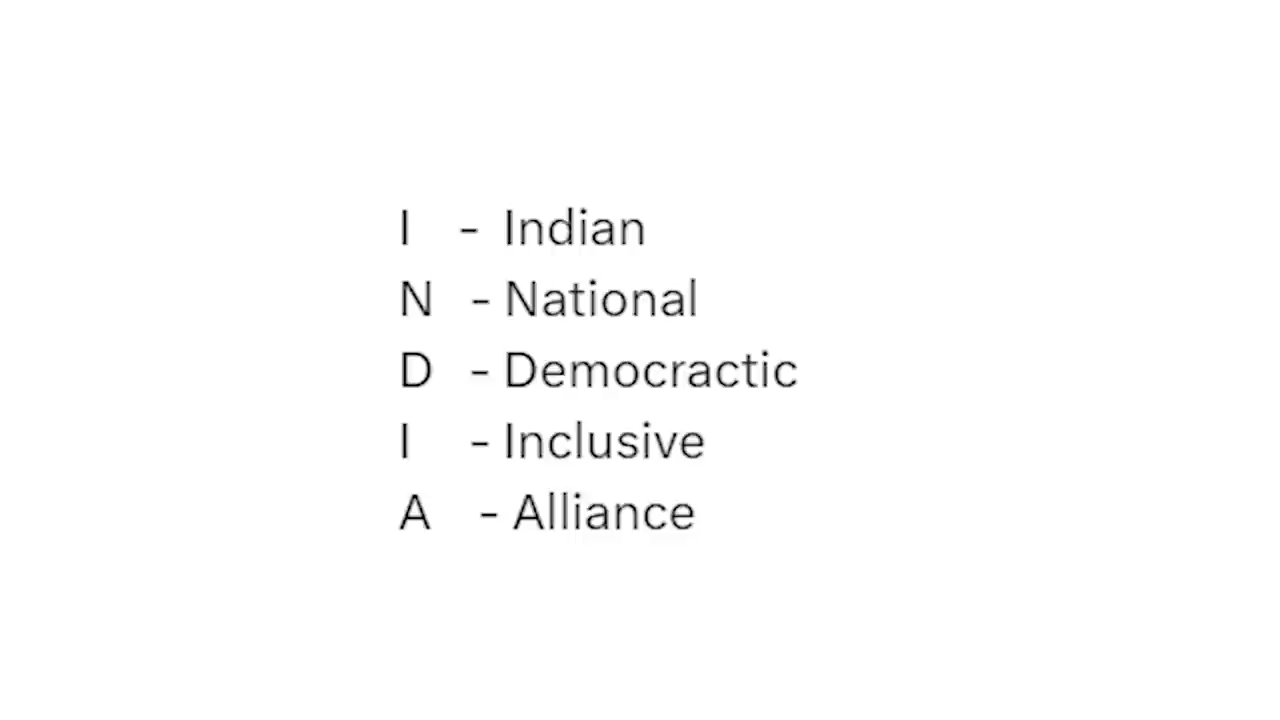 I - Indian
N - National
D - Democractic
I - Inclusive
A - Alliance